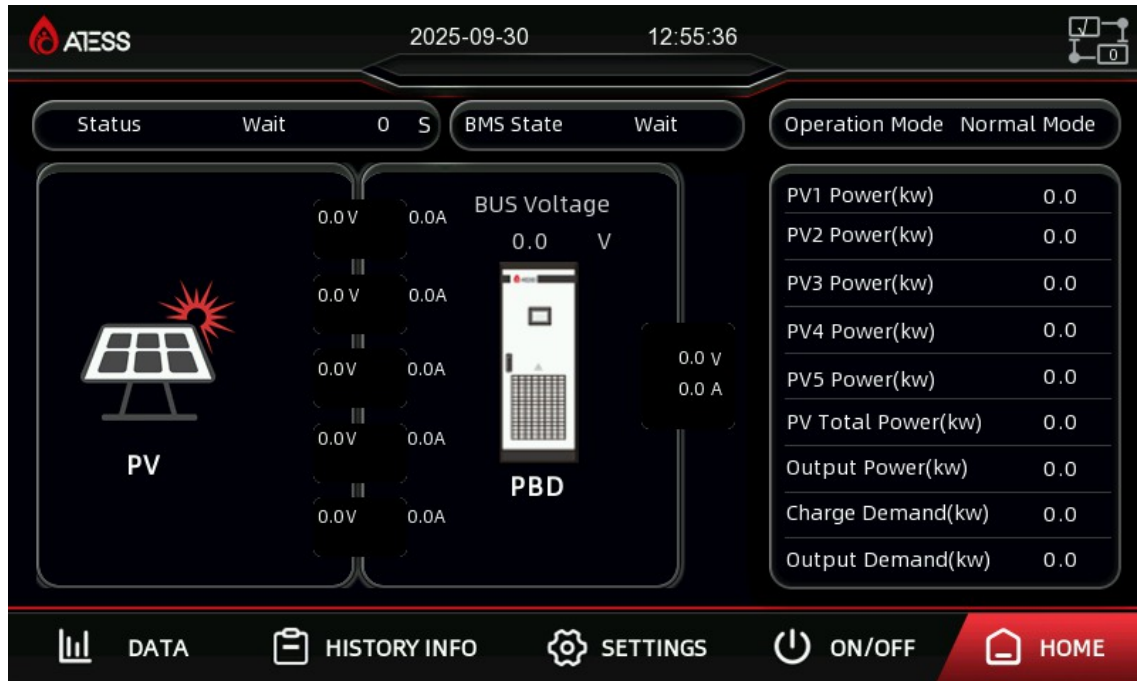 ATESS 2025-09-30 12:55:36
√
0
Status Wait 0 S BMS State Wait Operation Mode Normal Mode
BUS Voltage
0.0 V
0.0V 0.0A
0.0 V 0.0A
0.0V 0.0A
0.0V 0.0A
0.0V 0.0A
PV
PBD
0.0 V
0.0 A
PV1 Power(kw) 0.0
PV2 Power(kw) 0.0
PV3 Power(kw) 0.0
PV4 Power(kw) 0.0
PV5 Power(kw) 0.0
PV Total Power(kw) 0.0
Output Power(kw) 0.0
Charge Demand(kw) 0.0
Output Demand(kw) 0.0
DATA HISTORY INFO SETTINGS ON/OFF HOME